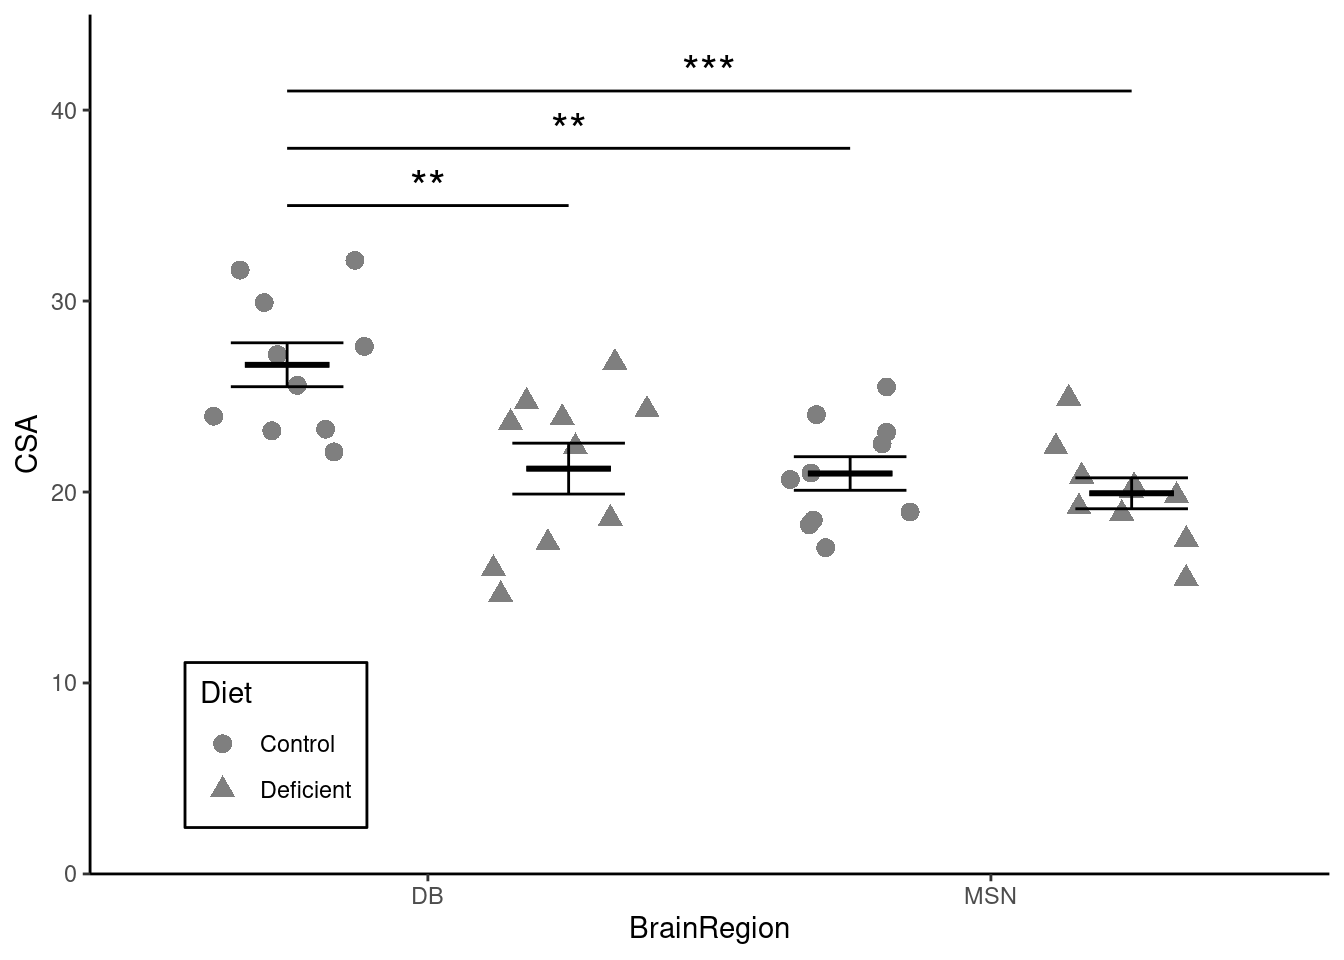 ***
40
**
**
30
CSA
20
10
Diet
Control
Deficient
0
DB MSN
BrainRegion